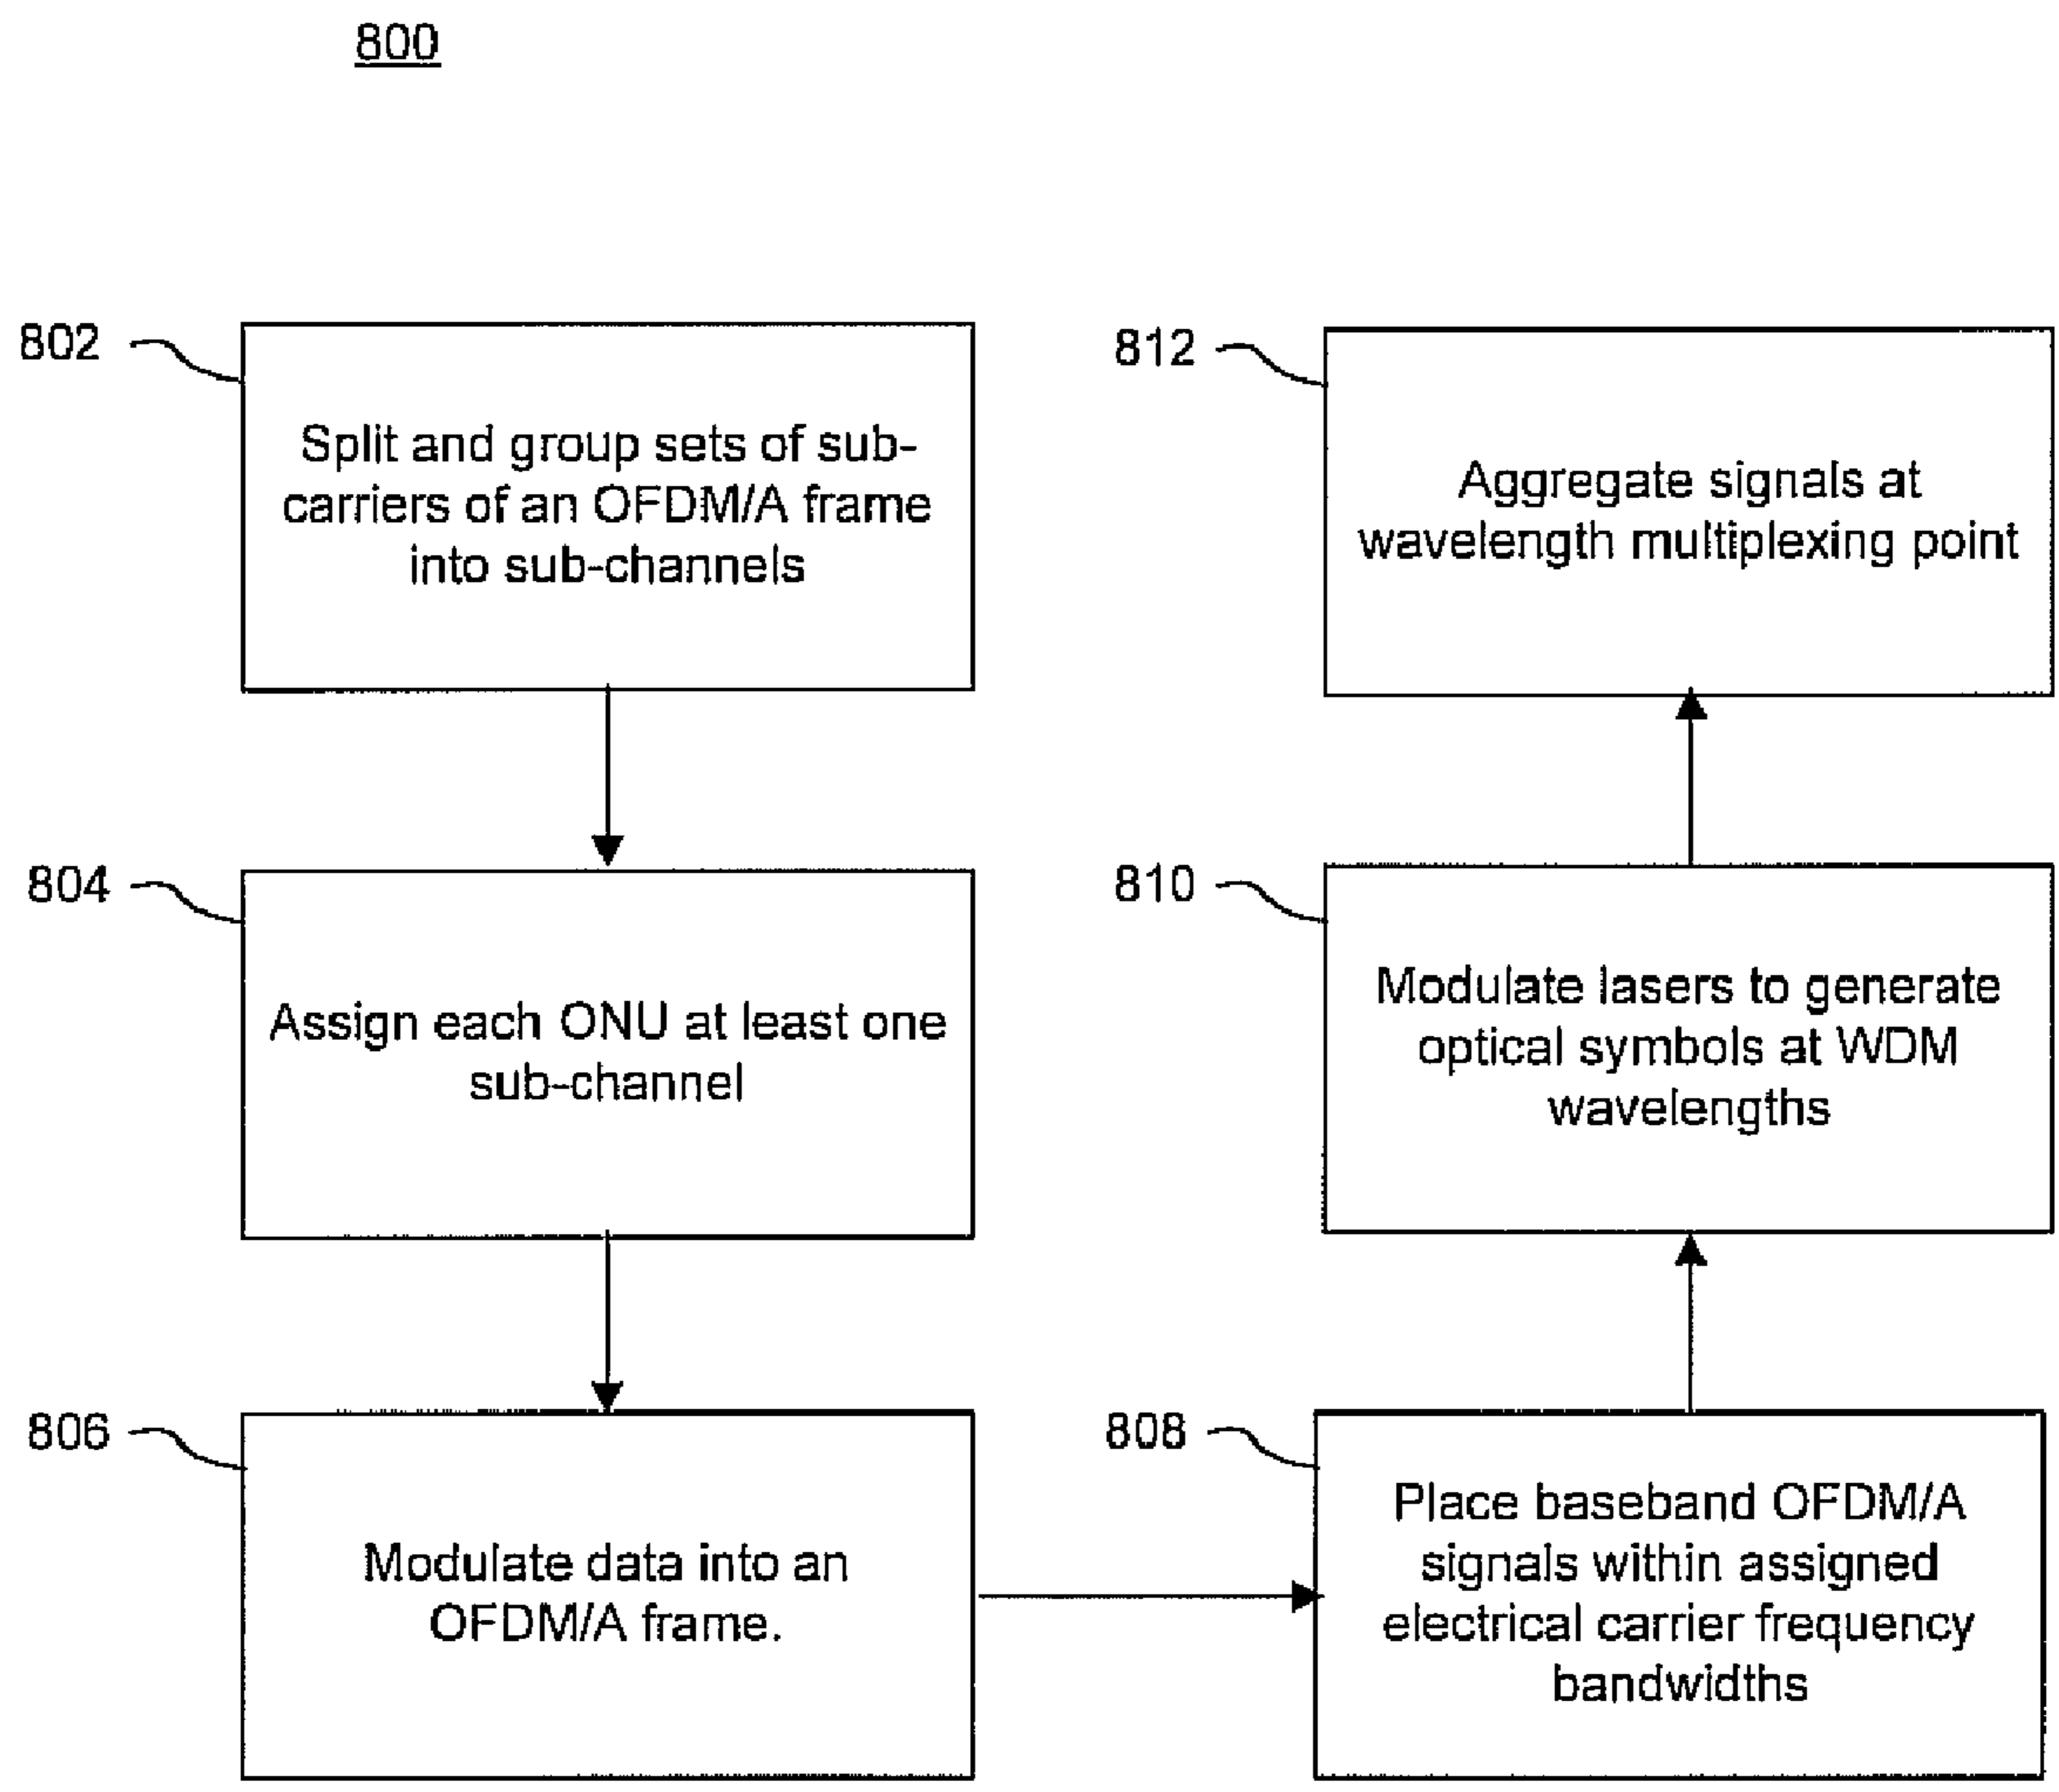 800
802
Split and group sets of sub-
carriers of an OFDM/A frame
into sub-channels
804
Assign each ONU at least one
sub-channel
806
Modulate data into an
OFDM/A frame.
808
Place baseband OFDM/A
signals within assigned
electrical carrier frequency
bandwidths
810
Modulate lasers to generate
optical symbols at WDM
wavelengths
812
Aggregate signals at
wavelength multiplexing point